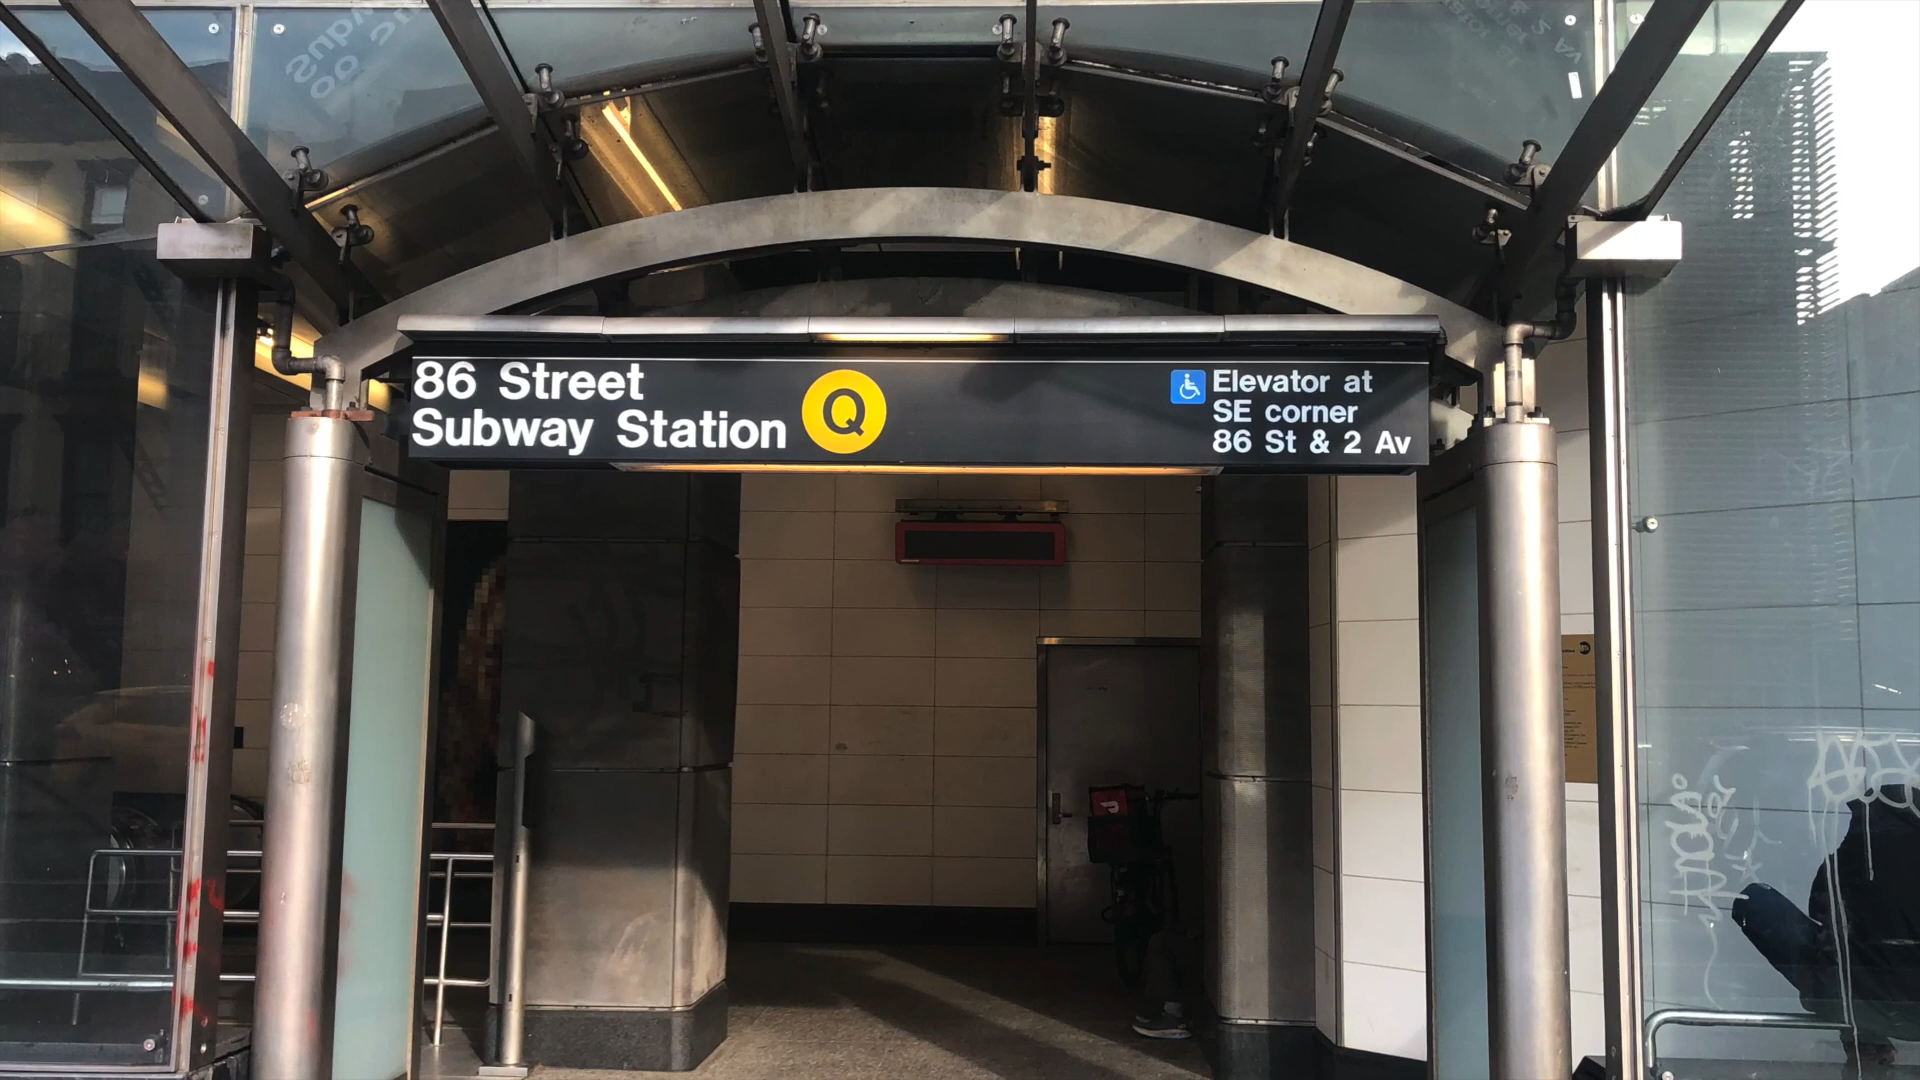 86 Street
Subway Station
Q
Elevator at
SE corner
86 St & 2 Av